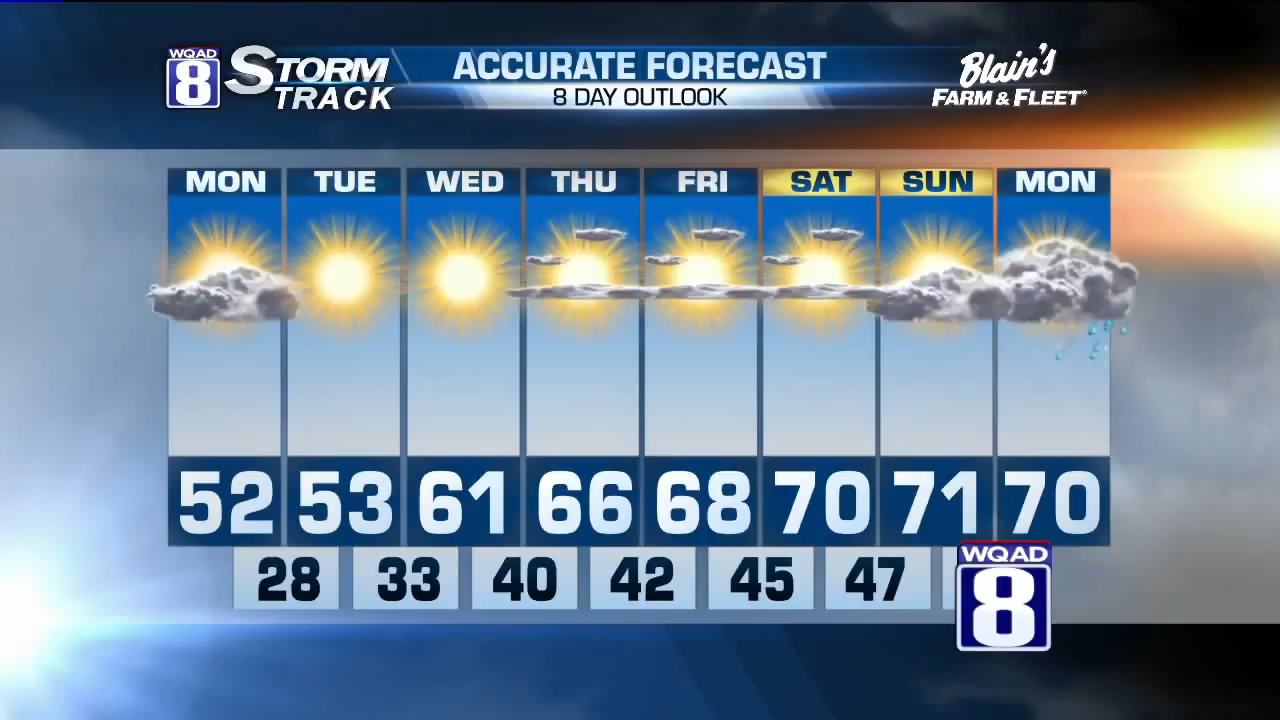 WQAD
8
STORM
TRACK
ACCURATE FORECAST
8 DAY OUTLOOK
Blain's
FARM & FLEET®
MON TUE WED THU FRI SAT SUN MON
52 53 61 66 68 70 71 70
28 33 40 42 45 47
WQAD
8